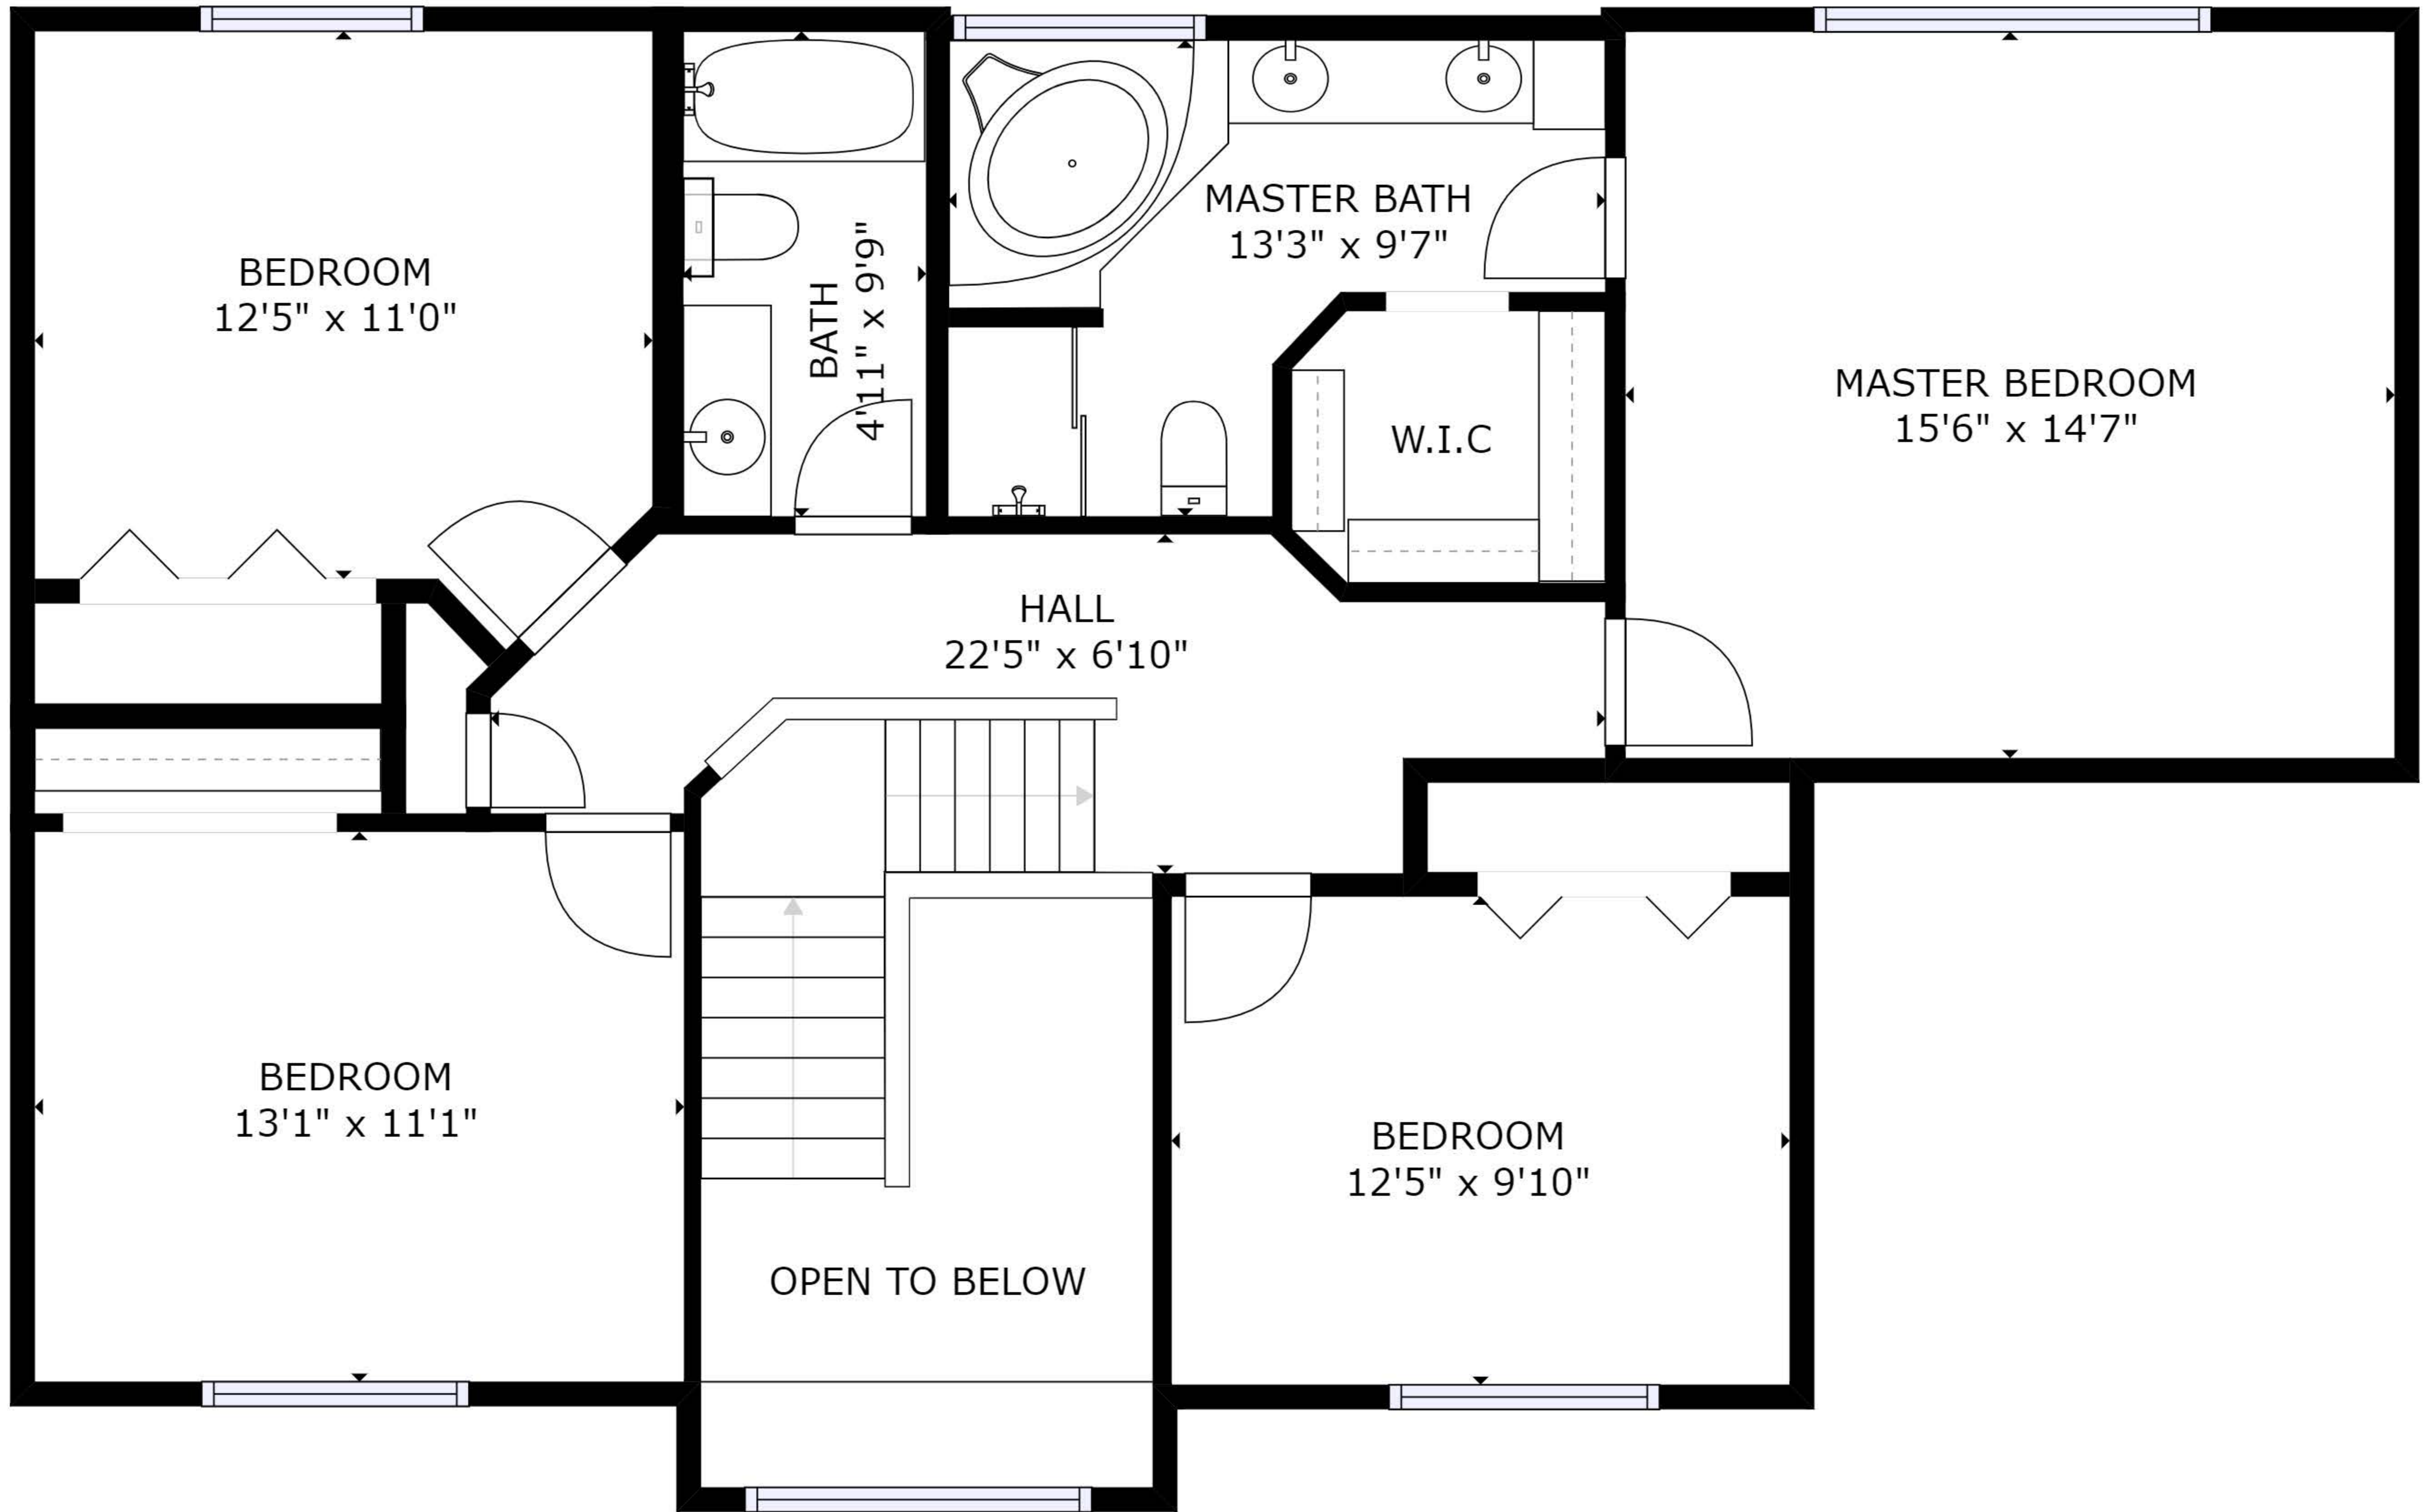 BEDROOM
12'5" x 11'0"
BATH
4'11" x 9'9"
MASTER BATH
13'3" x 9'7"
W.I.C
MASTER BEDROOM
15'6" x 14'7"
HALL
22'5" x 6'10"
BEDROOM
13'1" x 11'1"
OPEN TO BELOW
BEDROOM
12'5" x 9'10"